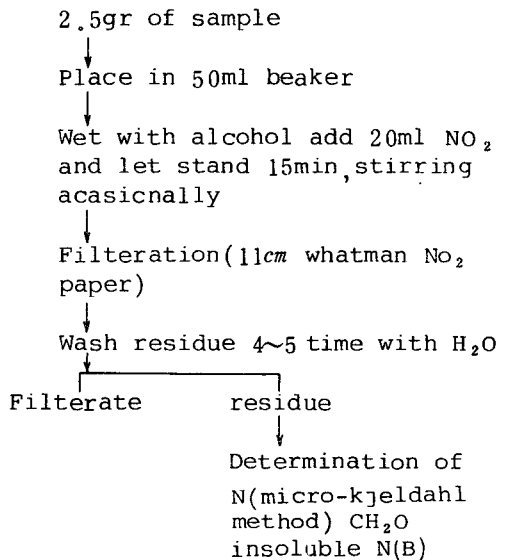 2.5gr of sample
Place in 50ml beaker
Wet with alcohol add 20ml NO₂
and let stand 15min, stirring
acasicnally
Filteration(11cm whatman No₂
paper)
Wash residue 4~5 time with H₂O
Filterate residue
Determination of
N(micro-kjeldahl
method) CH₂O
insoluble N(B)